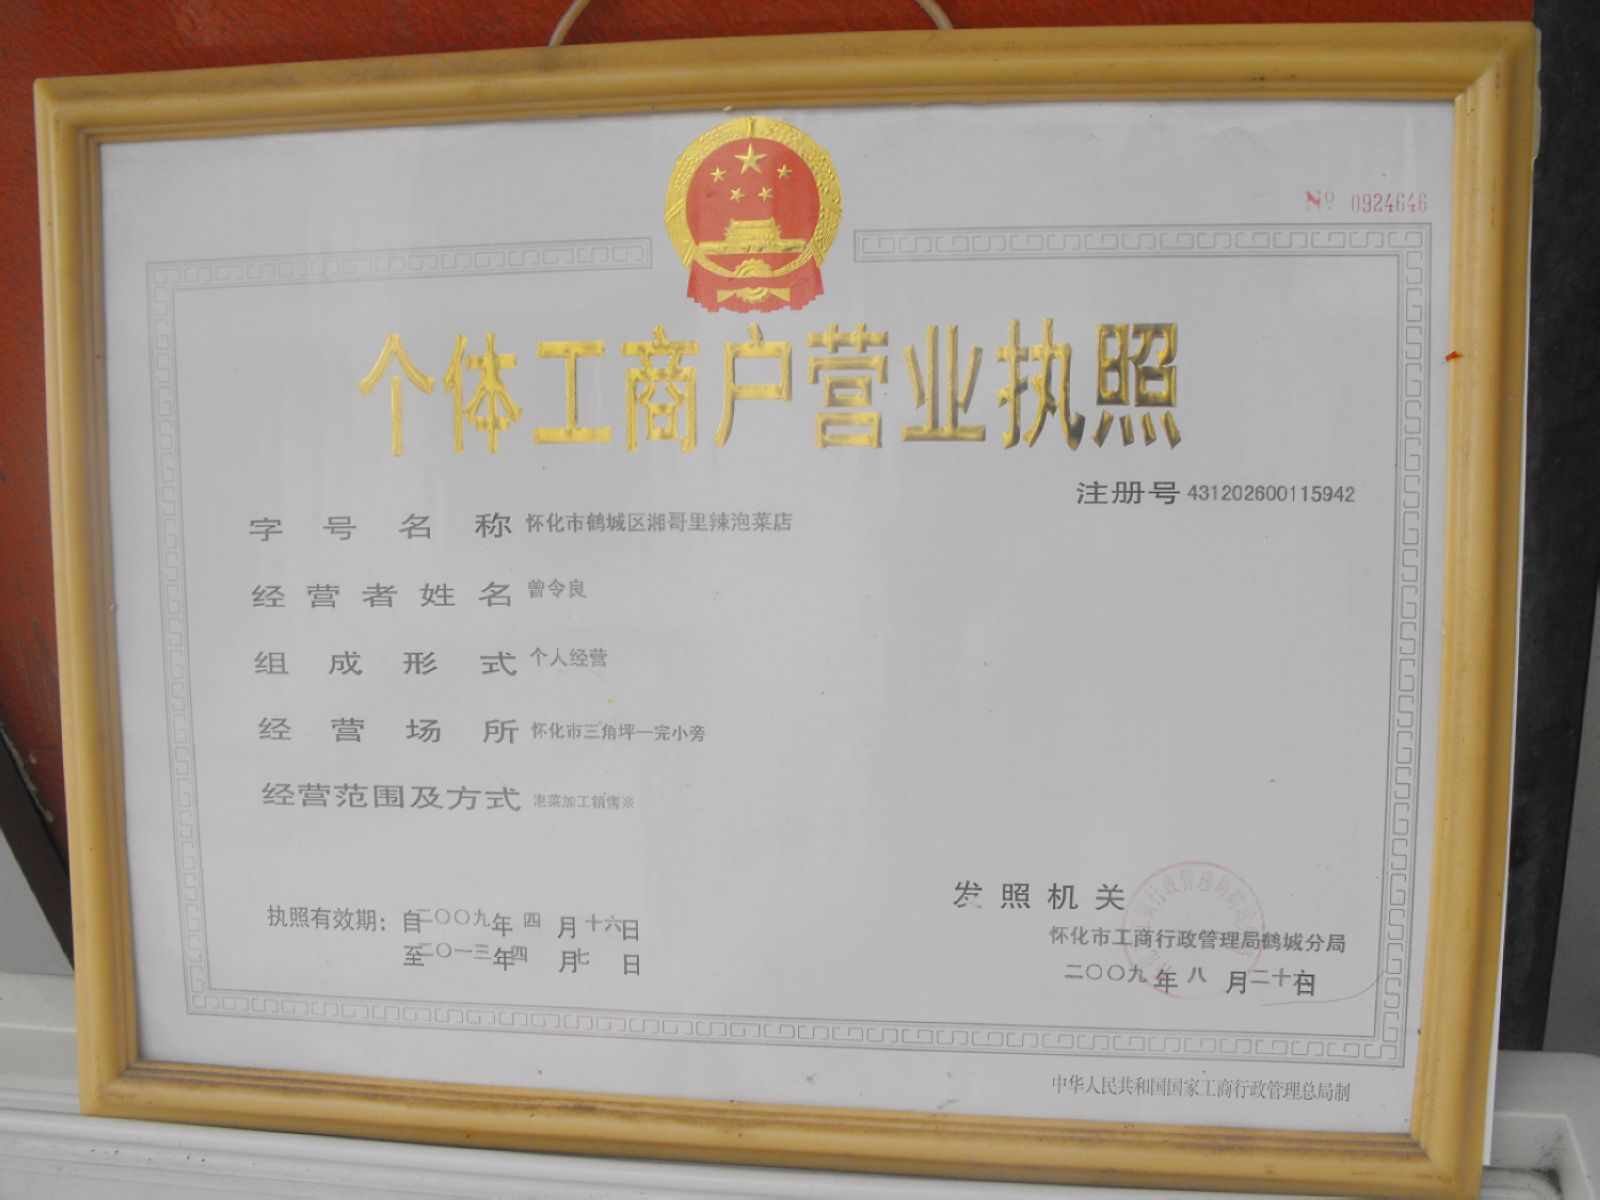 № 0924646
个体工商户营业执照
注册号 431202600115942
字号名称 怀化市鹤城区湘哥里辣泡菜店
经营者姓名 曾令良
组成形式 个人经营
经营场所 怀化市三角坪一完小旁
经营范围及方式 泡菜加工销售※
发照机关
执照有效期：自二〇〇九年四月十六日
至二〇一三年四月七日
怀化市工商行政管理局鹤城分局
二〇〇九年八月二十六日
中华人民共和国国家工商行政管理总局制